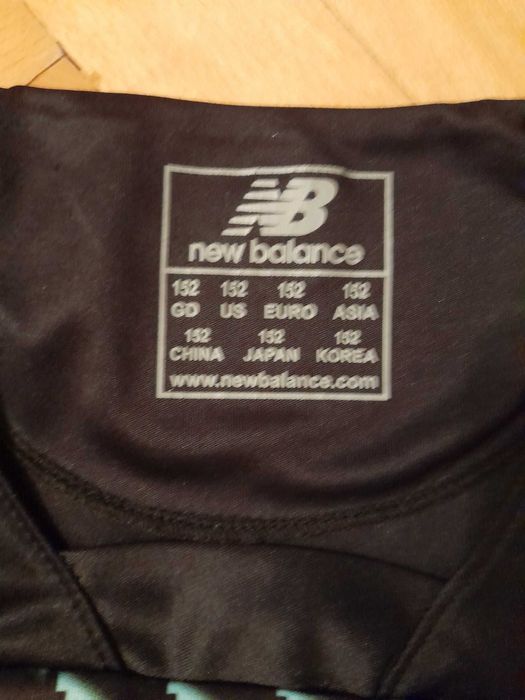 NB
new balance
152 152 152 152
GD US EURO ASIA
152 152 152
CHINA JAPAN KOREA
www.newbalance.com